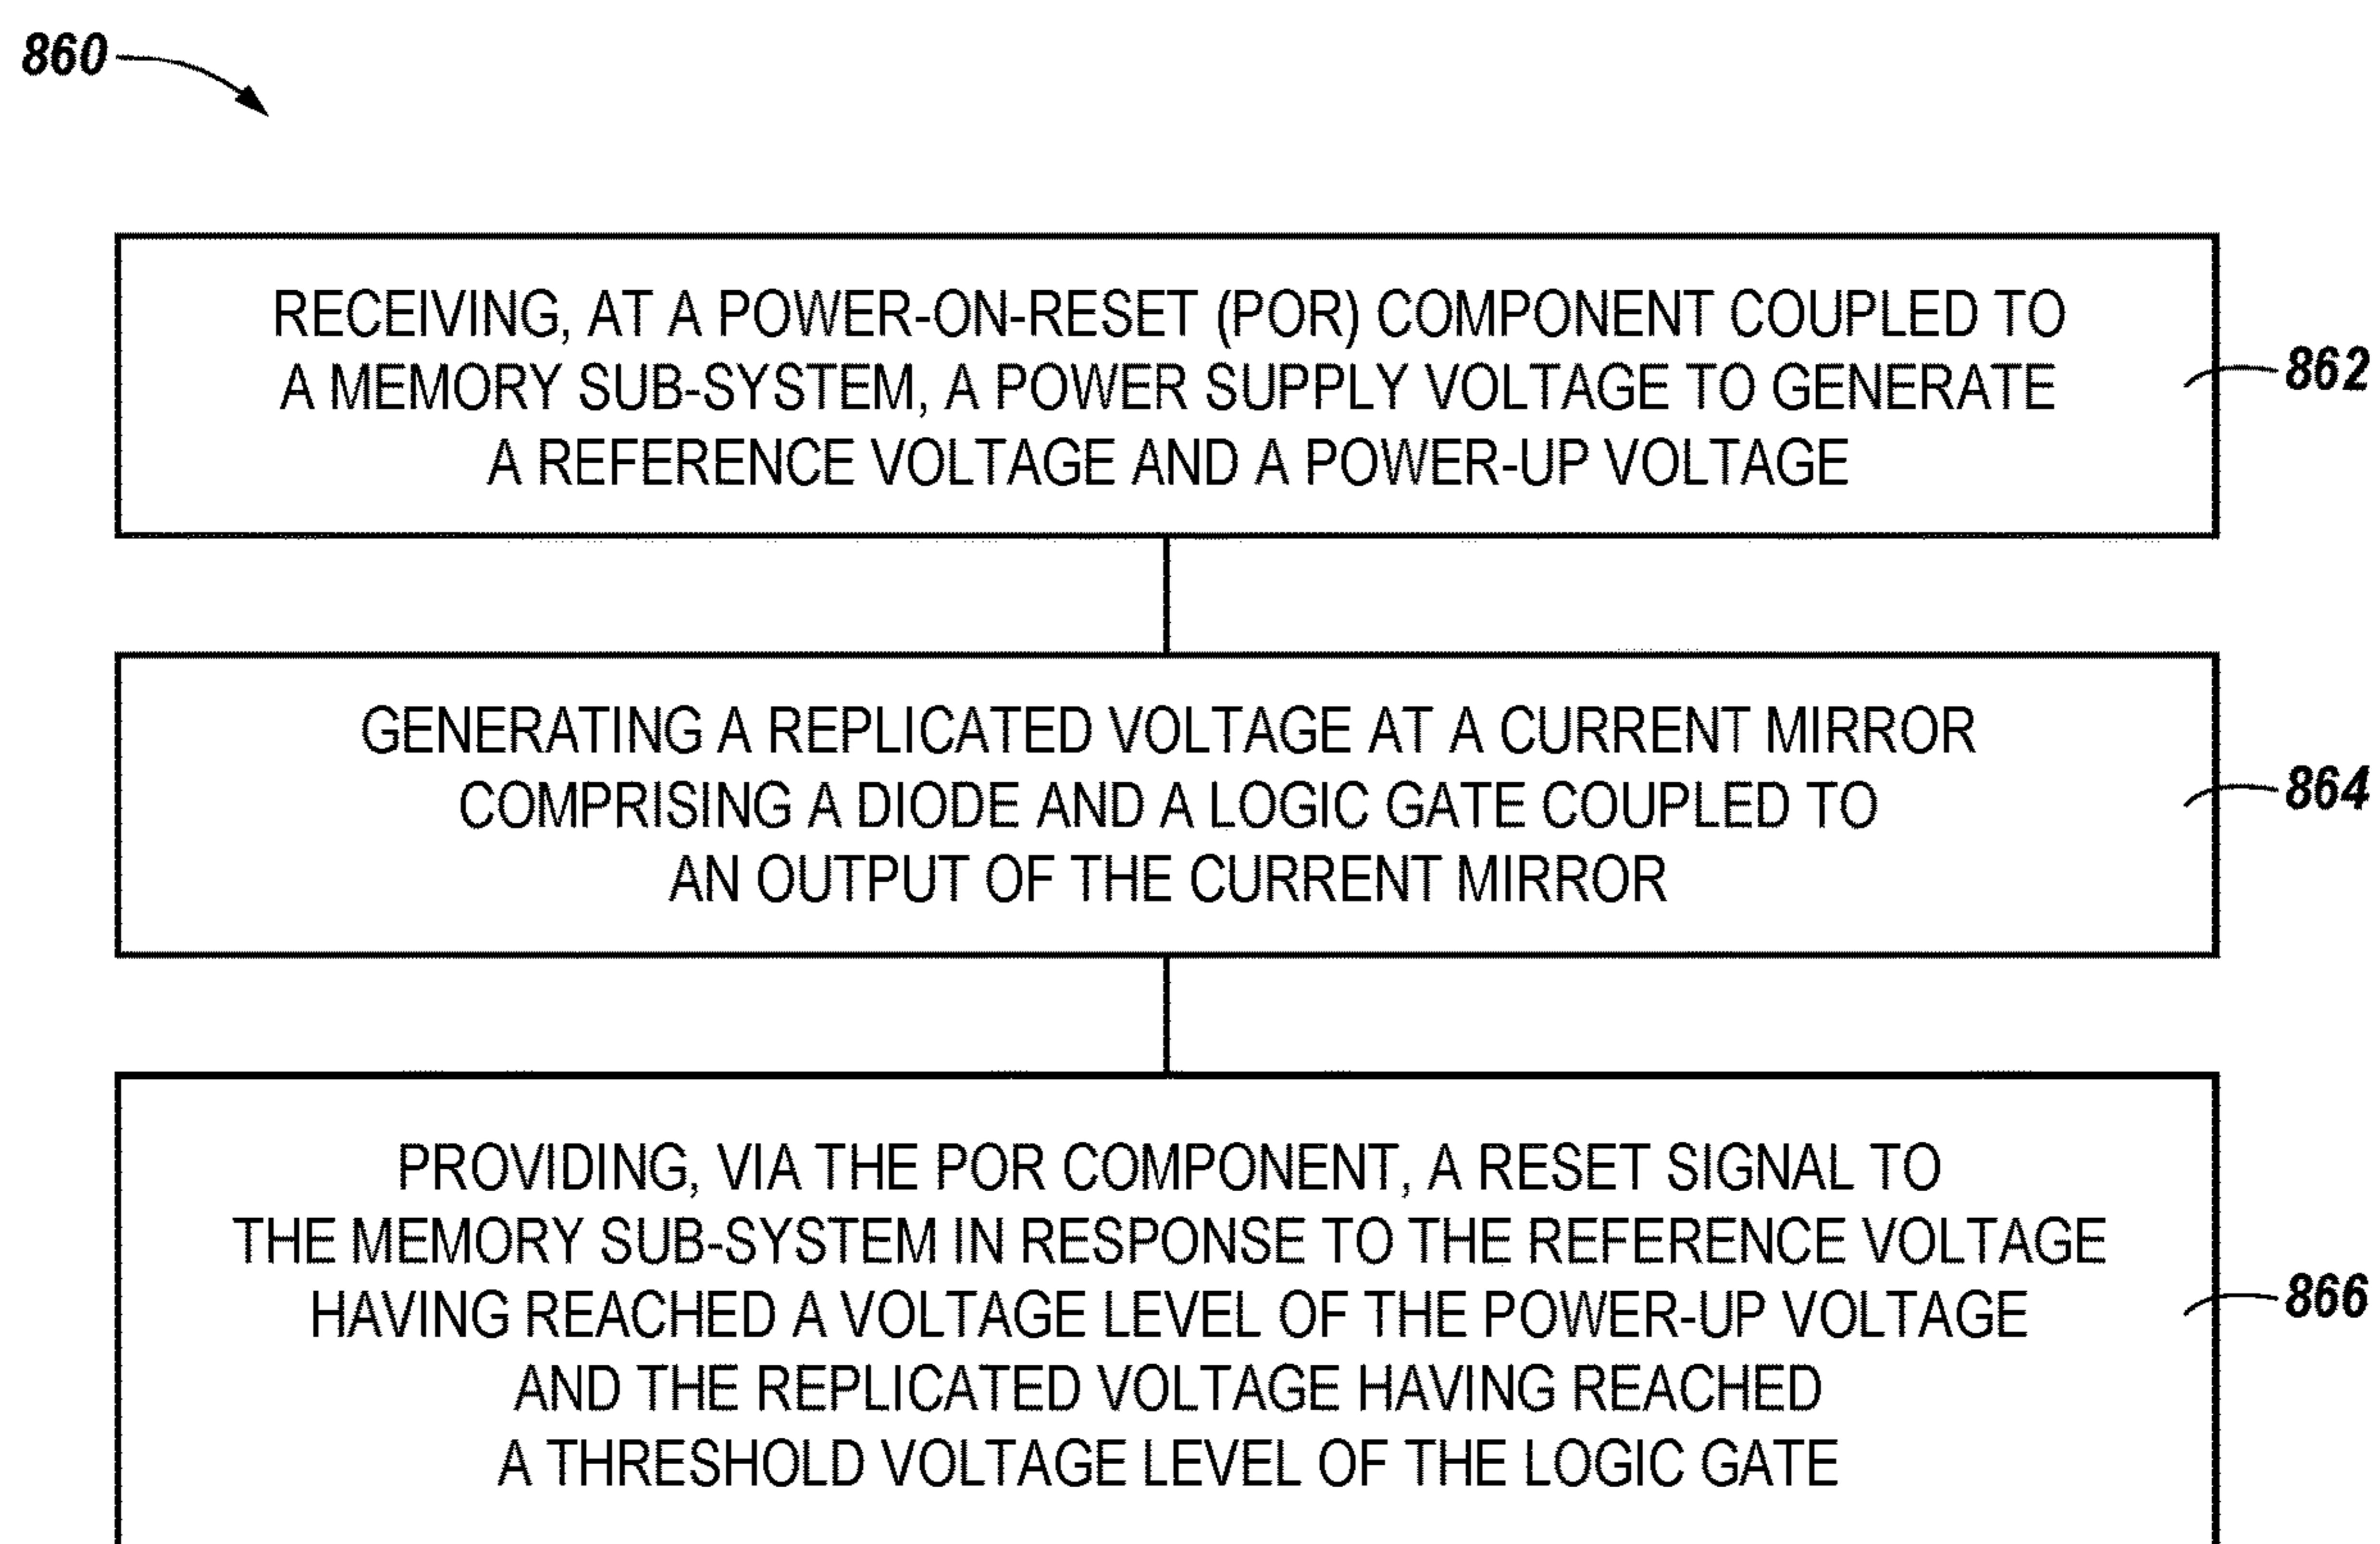 860
RECEIVING, AT A POWER-ON-RESET (POR) COMPONENT COUPLED TO
A MEMORY SUB-SYSTEM, A POWER SUPPLY VOLTAGE TO GENERATE
A REFERENCE VOLTAGE AND A POWER-UP VOLTAGE
862
GENERATING A REPLICATED VOLTAGE AT A CURRENT MIRROR
COMPRISING A DIODE AND A LOGIC GATE COUPLED TO
AN OUTPUT OF THE CURRENT MIRROR
864
PROVIDING, VIA THE POR COMPONENT, A RESET SIGNAL TO
THE MEMORY SUB-SYSTEM IN RESPONSE TO THE REFERENCE VOLTAGE
HAVING REACHED A VOLTAGE LEVEL OF THE POWER-UP VOLTAGE
AND THE REPLICATED VOLTAGE HAVING REACHED
A THRESHOLD VOLTAGE LEVEL OF THE LOGIC GATE
866